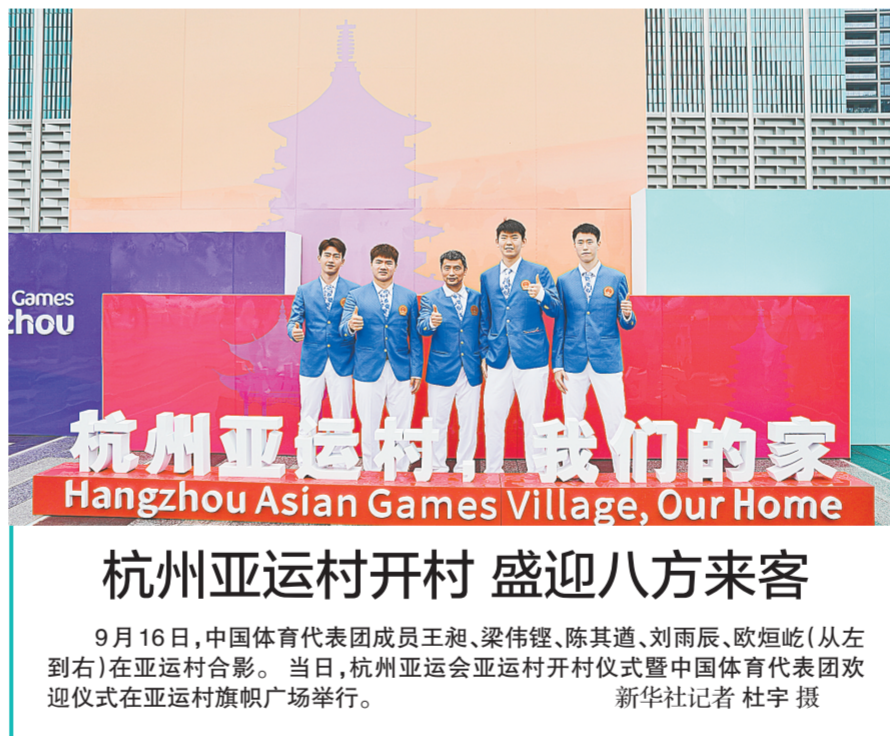 Games
zhou
杭州亚运村，我们的家
Hangzhou Asian Games Village, Our Home
杭州亚运村开村 盛迎八方来客
9月16日，中国体育代表团成员王昶、梁伟铿、陈其遒、刘雨辰、欧烜屹（从左
到右）在亚运村合影。 当日，杭州亚运会亚运村开村仪式暨中国体育代表团欢
迎仪式在亚运村旗帜广场举行。 新华社记者 杜宇 摄